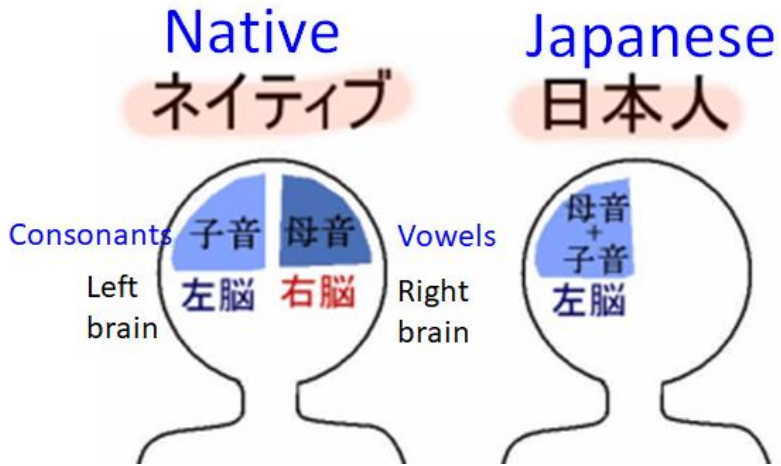 Native
ネイティブ
Consonants
子音
母音
Vowels
Left
brain
左脳
右脳
Right
brain
Japanese
日本人
母音
+
子音
左脳